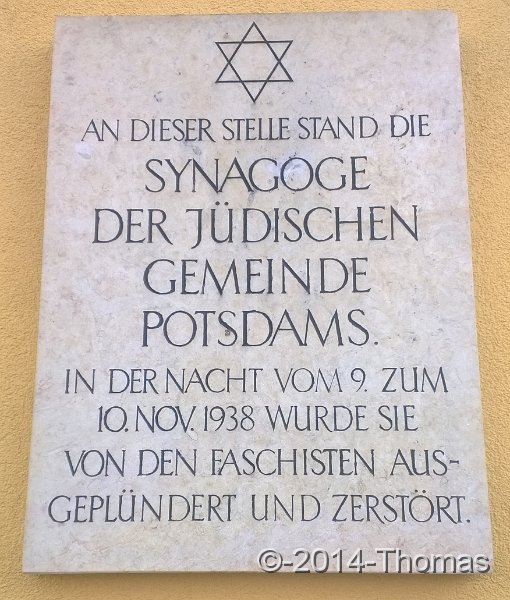 AN DIESER STELLE STAND DIE
SYNAGOGE
DER JÜDISCHEN
GEMEINDE
POTSDAMS.
IN DER NACHT VOM 9. ZUM
10. NOV. 1938 WURDE SIE
VON DEN FASCHISTEN AUS-
GEPLÜNDERT UND ZERSTÖRT.
©-2014-Thomas